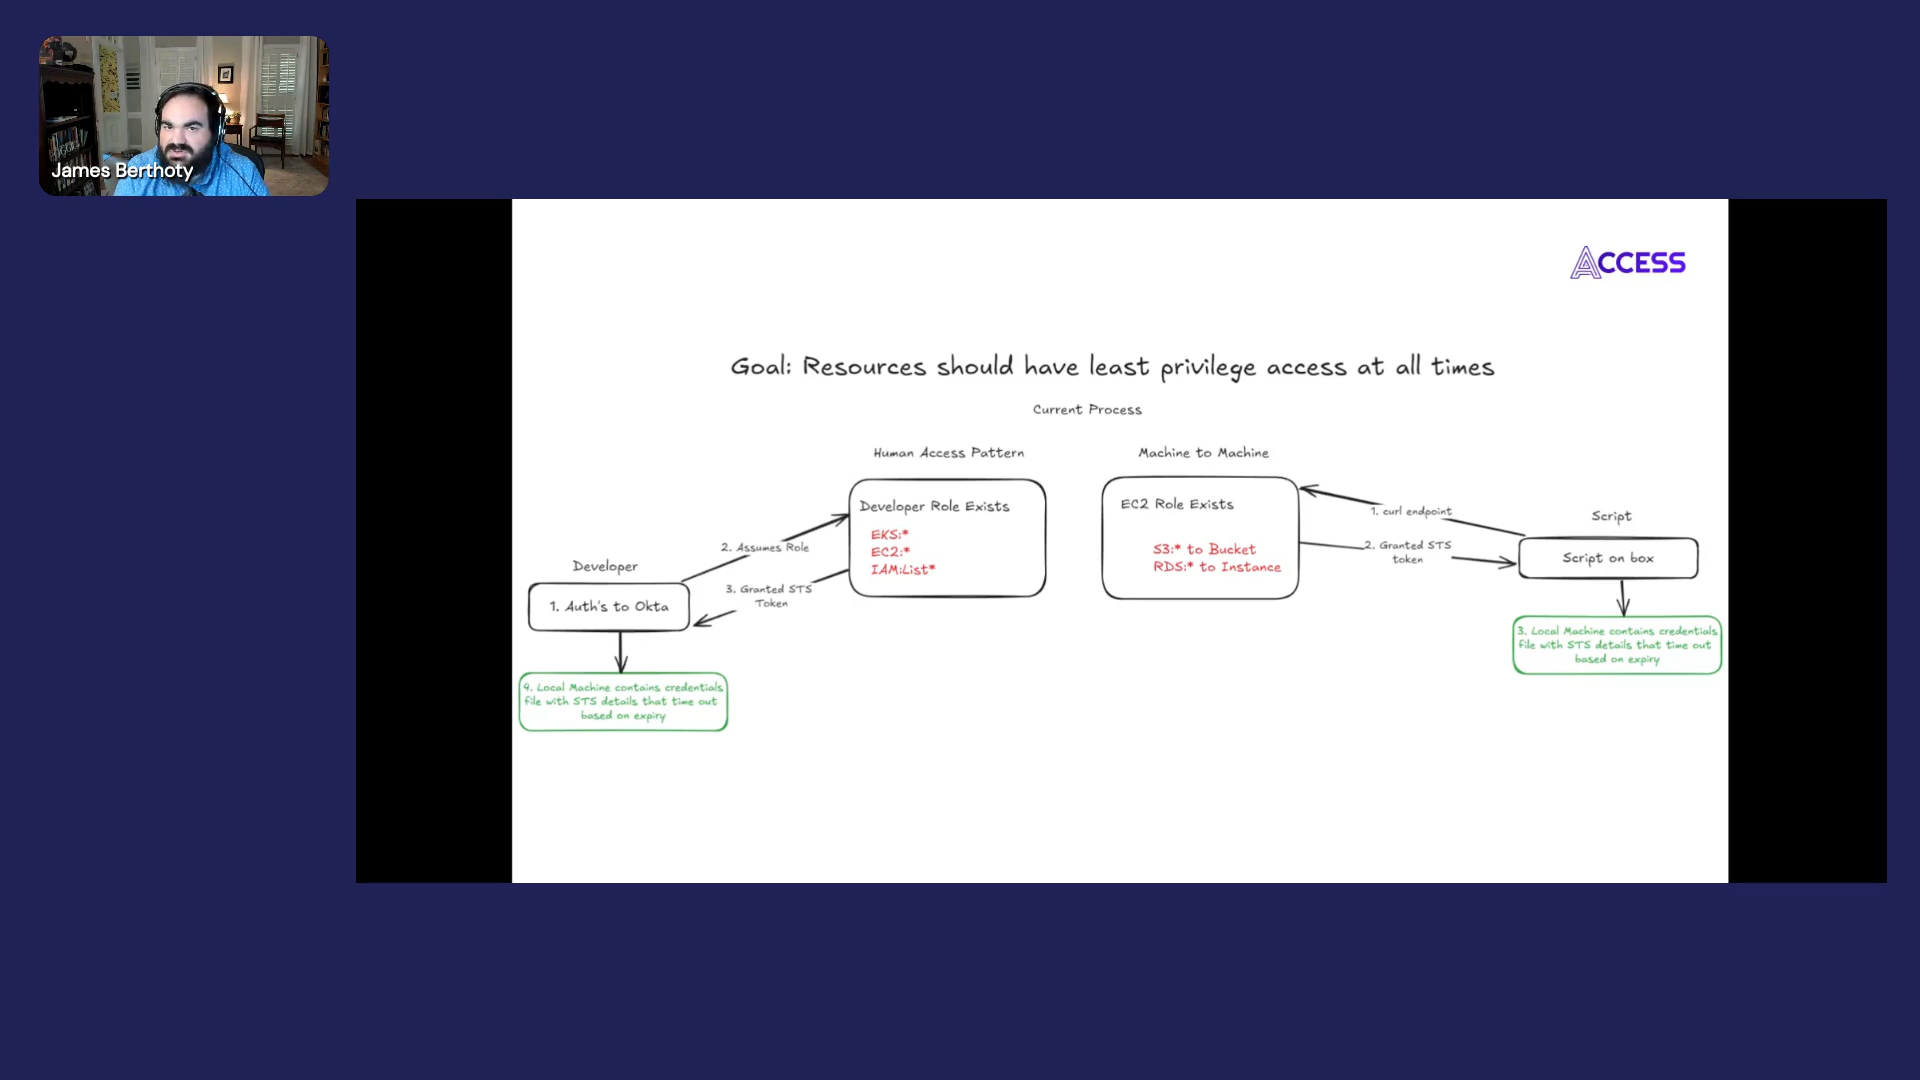 James Berthoty
ACCESS
Goal: Resources should have least privilege access at all times
Current Process
Human Access Pattern
Developer Role Exists
EKS:*
EC2:*
IAM:List*
2. Assumes Role
3. Granted STS
Token
Developer
1. Auth's to Okta
4. Local Machine contains credentials
file with STS details that time out
based on expiry
Machine to Machine
EC2 Role Exists
S3:* to Bucket
RDS:* to Instance
1. curl endpoint
2. Granted STS
token
Script
Script on box
3. Local Machine contains credentials
file with STS details that time out
based on expiry